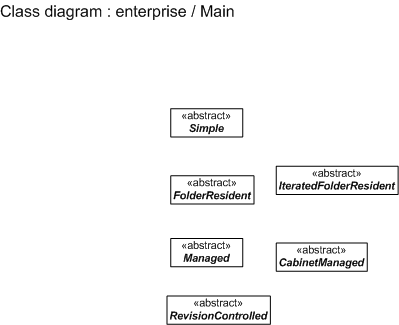 Class diagram : enterprise / Main
«abstract»
Simple
«abstract»
IteratedFolderResident
«abstract»
FolderResident
«abstract»
Managed
«abstract»
CabinetManaged
«abstract»
RevisionControlled